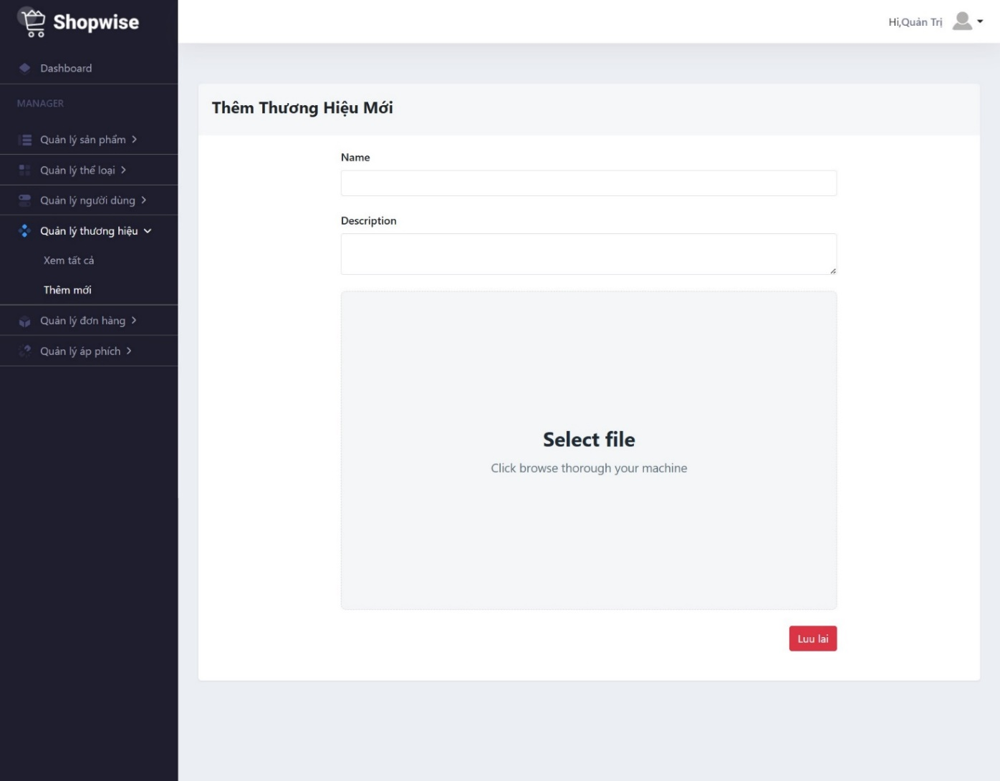 Shopwise
Hi,Quản Trị
Dashboard
MANAGER
Quản lý sản phẩm
Quản lý thể loại
Quản lý người dùng
Quản lý thương hiệu
Xem tất cả
Thêm mới
Quản lý đơn hàng
Quản lý áp phích
Thêm Thương Hiệu Mới
Name
Description
Select file
Click browse thorough your machine
Luu lai